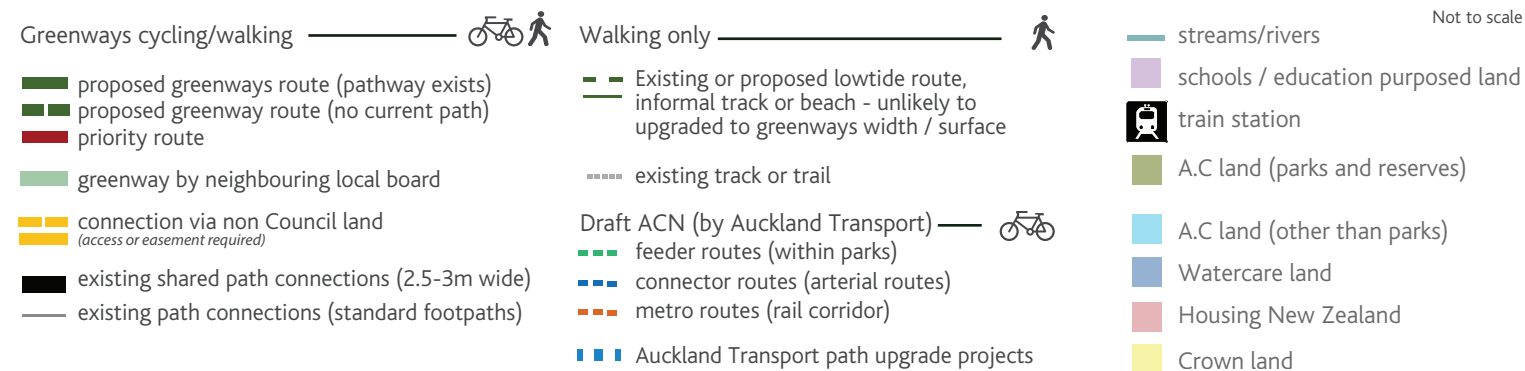 Not to scale
Greenways cycling/walking
proposed greenways route (pathway exists)
proposed greenway route (no current path)
priority route
greenway by neighbouring local board
connection via non Council land
(access or easement required)
existing shared path connections (2.5-3m wide)
existing path connections (standard footpaths)
Walking only
Existing or proposed lowtide route,
informal track or beach - unlikely to
upgraded to greenways width / surface
existing track or trail
Draft ACN (by Auckland Transport)
feeder routes (within parks)
connector routes (arterial routes)
metro routes (rail corridor)
Auckland Transport path upgrade projects
streams/rivers
schools / education purposed land
train station
A.C land (parks and reserves)
A.C land (other than parks)
Watercare land
Housing New Zealand
Crown land